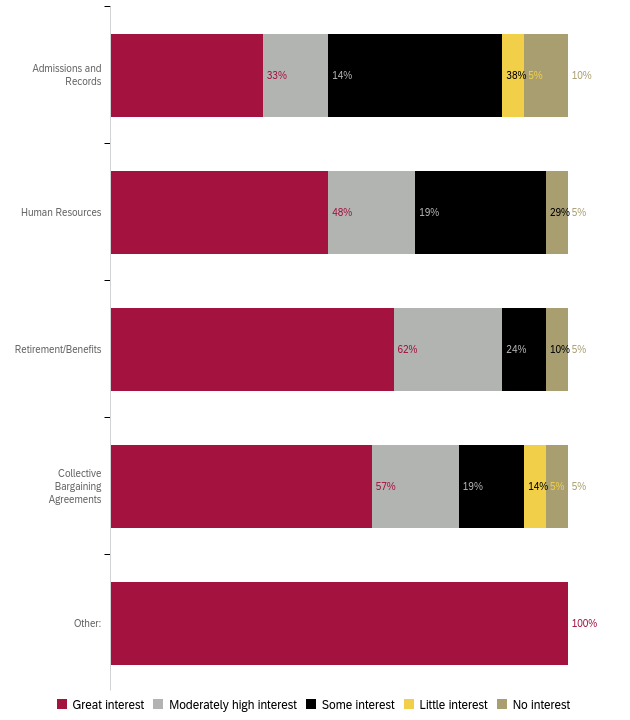 Admissions and
Records
33%
14%
38%
5%
10%
Human Resources
48%
19%
29%
5%
Retirement/Benefits
62%
24%
10%
5%
Collective
Bargaining
Agreements
57%
19%
14%
5%
5%
Other:
100%
Great interest
Moderately high interest
Some interest
Little interest
No interest